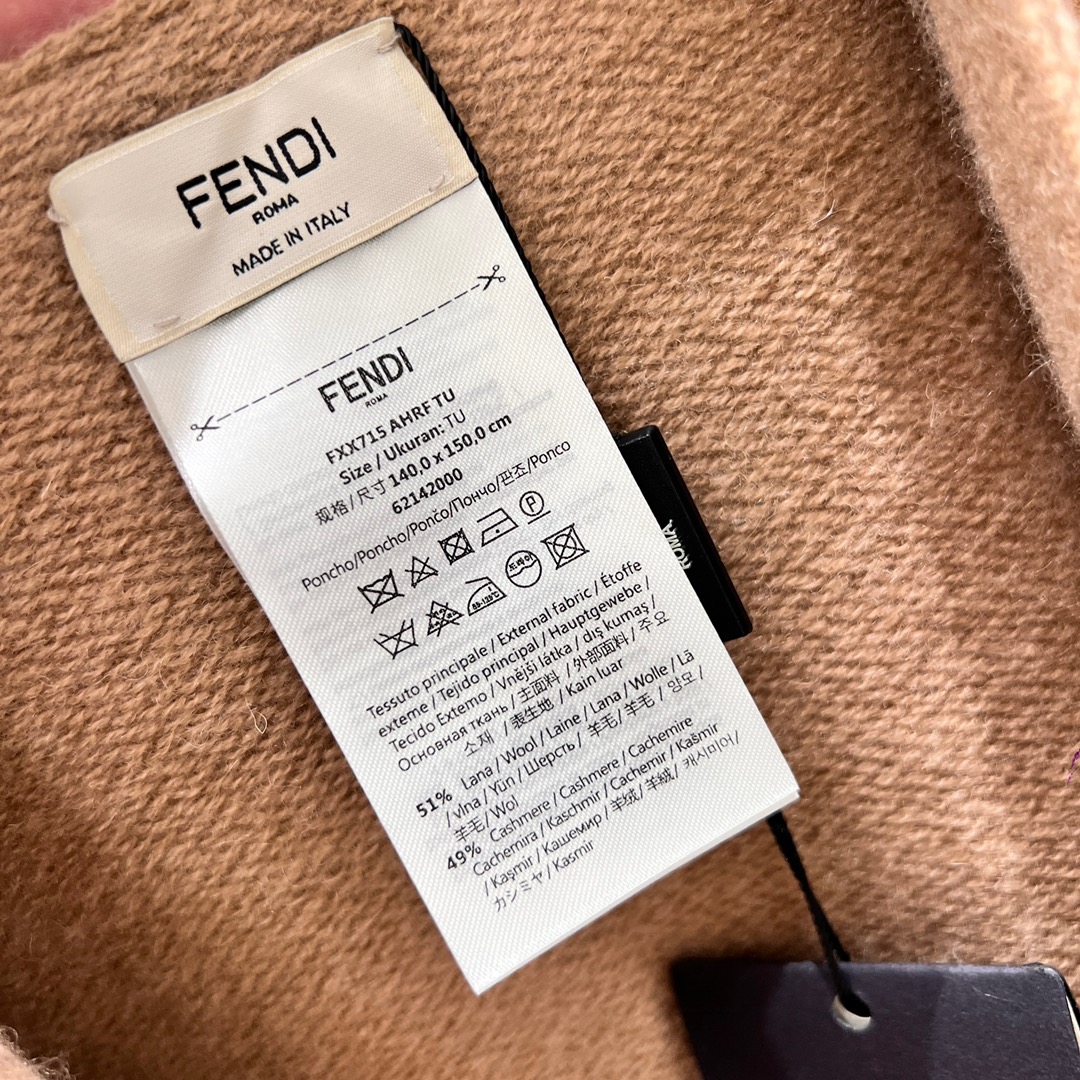 FENDI
ROMA
MADE IN ITALY
FENDI
ROMA
FXX715 AHRF TU
Size / Ukuran: TU
规格/尺寸 140,0 x 150,0 cm
62142000
Poncho/Poncho/Pončo/Пончо/판초/Ponco
P
드라이
Tessuto principale / External fabric / Étoffe
externe / Tejido principal / Hauptgewebe /
Tecido Externo / Vnější látka / dış kumaş /
Основная ткань / 主面料 / 外部面料 / 주요
소재 / 表生地 / Kain luar
51% Lana / Wool / Laine / Lana / Wolle / Lã
/ vlna / Yün / Шерсть / 羊毛 / 羊毛 / 양모 /
羊毛 / Wol
49% Cashmere / Cashmere / Cachemire
Cachemira / Kaschmir / Cachemir / Kašmír
/ Kaşmir / Кашемир / 羊绒 / 羊絨 / 캐시미어 /
カシミヤ / Kasmir
ROMA